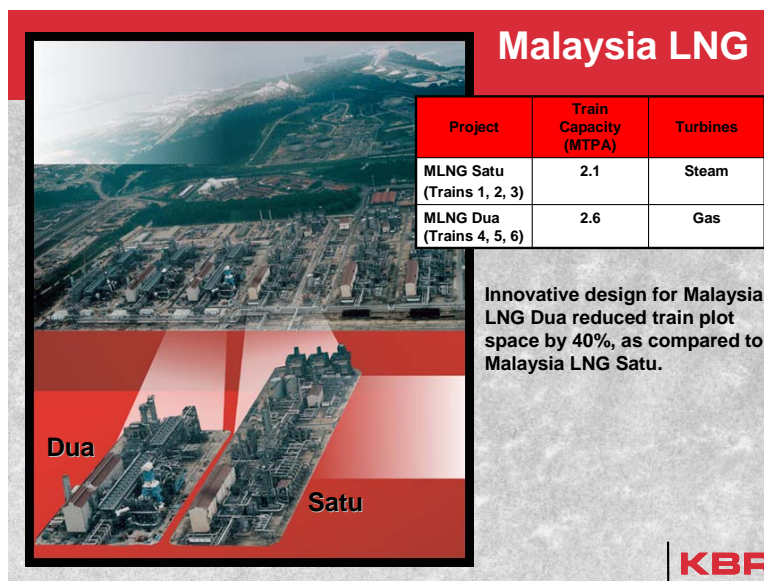 Malaysia LNG
Project
Train
Capacity
(MTPA)
Turbines
MLNG Satu
(Trains 1, 2, 3)
2.1
Steam
MLNG Dua
(Trains 4, 5, 6)
2.6
Gas
Innovative design for Malaysia
LNG Dua reduced train plot
space by 40%, as compared to
Malaysia LNG Satu.
Dua
Satu
KBR